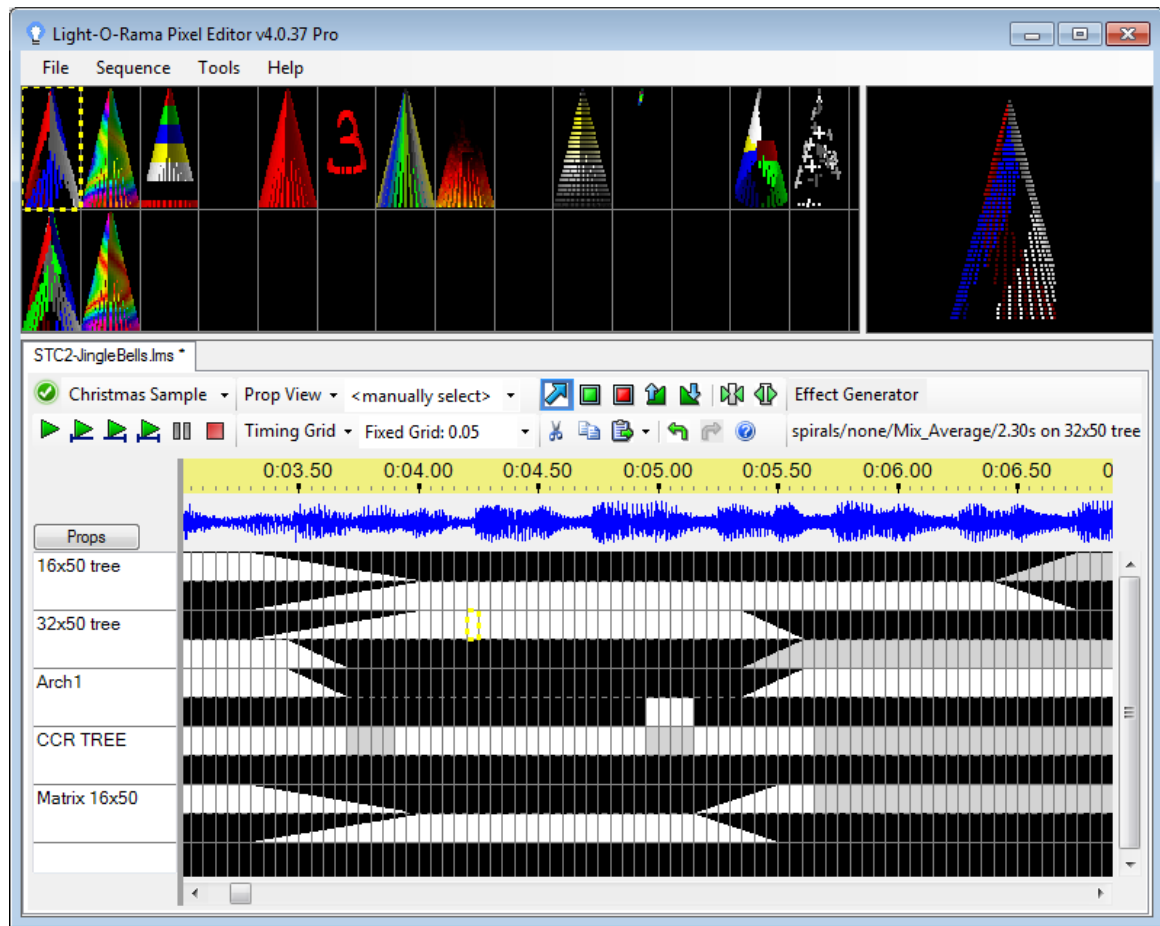 Light-O-Rama Pixel Editor v4.0.37 Pro
File Sequence Tools Help
3
STC2-JingleBells.lms *
Christmas Sample Prop View <manually select> Effect Generator
Timing Grid Fixed Grid: 0.05 spirals/none/Mix_Average/2.30s on 32x50 tree
0:03.50 0:04.00 0:04.50 0:05.00 0:05.50 0:06.00 0:06.50 0
Props
16x50 tree
32x50 tree
Arch1
CCR TREE
Matrix 16x50